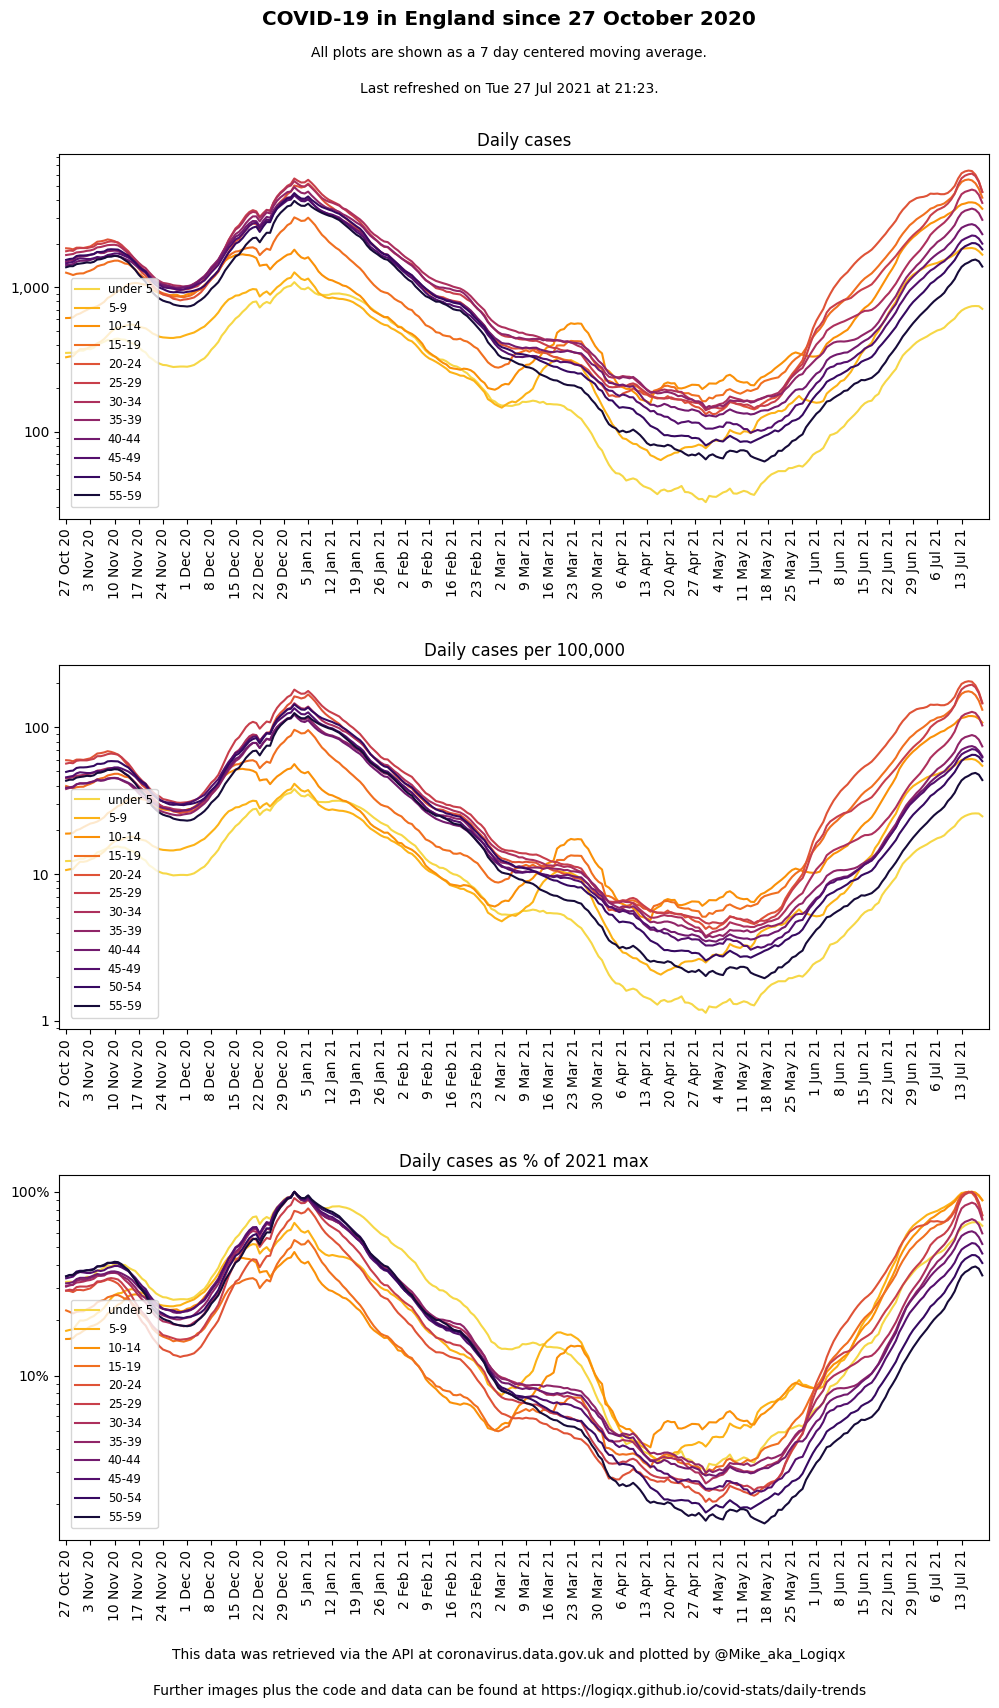 COVID-19 in England since 27 October 2020
All plots are shown as a 7 day centered moving average.
Last refreshed on Tue 27 Jul 2021 at 21:23.
Daily cases
1,000
100
under 5
5-9
10-14
15-19
20-24
25-29
30-34
35-39
40-44
45-49
50-54
55-59
27 Oct 20
3 Nov 20
10 Nov 20
17 Nov 20
24 Nov 20
1 Dec 20
8 Dec 20
15 Dec 20
22 Dec 20
29 Dec 20
5 Jan 21
12 Jan 21
19 Jan 21
26 Jan 21
2 Feb 21
9 Feb 21
16 Feb 21
23 Feb 21
2 Mar 21
9 Mar 21
16 Mar 21
23 Mar 21
30 Mar 21
6 Apr 21
13 Apr 21
20 Apr 21
27 Apr 21
4 May 21
11 May 21
18 May 21
25 May 21
1 Jun 21
8 Jun 21
15 Jun 21
22 Jun 21
29 Jun 21
6 Jul 21
13 Jul 21
Daily cases per 100,000
100
10
1
under 5
5-9
10-14
15-19
20-24
25-29
30-34
35-39
40-44
45-49
50-54
55-59
27 Oct 20
3 Nov 20
10 Nov 20
17 Nov 20
24 Nov 20
1 Dec 20
8 Dec 20
15 Dec 20
22 Dec 20
29 Dec 20
5 Jan 21
12 Jan 21
19 Jan 21
26 Jan 21
2 Feb 21
9 Feb 21
16 Feb 21
23 Feb 21
2 Mar 21
9 Mar 21
16 Mar 21
23 Mar 21
30 Mar 21
6 Apr 21
13 Apr 21
20 Apr 21
27 Apr 21
4 May 21
11 May 21
18 May 21
25 May 21
1 Jun 21
8 Jun 21
15 Jun 21
22 Jun 21
29 Jun 21
6 Jul 21
13 Jul 21
Daily cases as % of 2021 max
100%
10%
under 5
5-9
10-14
15-19
20-24
25-29
30-34
35-39
40-44
45-49
50-54
55-59
27 Oct 20
3 Nov 20
10 Nov 20
17 Nov 20
24 Nov 20
1 Dec 20
8 Dec 20
15 Dec 20
22 Dec 20
29 Dec 20
5 Jan 21
12 Jan 21
19 Jan 21
26 Jan 21
2 Feb 21
9 Feb 21
16 Feb 21
23 Feb 21
2 Mar 21
9 Mar 21
16 Mar 21
23 Mar 21
30 Mar 21
6 Apr 21
13 Apr 21
20 Apr 21
27 Apr 21
4 May 21
11 May 21
18 May 21
25 May 21
1 Jun 21
8 Jun 21
15 Jun 21
22 Jun 21
29 Jun 21
6 Jul 21
13 Jul 21
This data was retrieved via the API at coronavirus.data.gov.uk and plotted by @Mike_aka_Logiqx
Further images plus the code and data can be found at https://logiqx.github.io/covid-stats/daily-trends